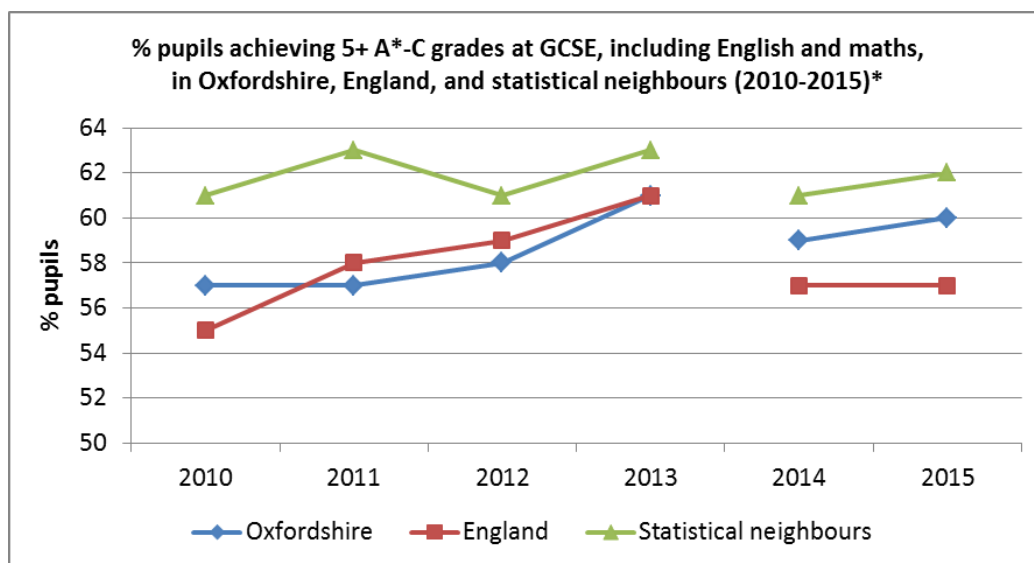 % pupils achieving 5+ A*-C grades at GCSE, including English and maths,
in Oxfordshire, England, and statistical neighbours (2010-2015)*
% pupils
64
62
60
58
56
54
52
50
2010 2011 2012 2013 2014 2015
Oxfordshire England Statistical neighbours